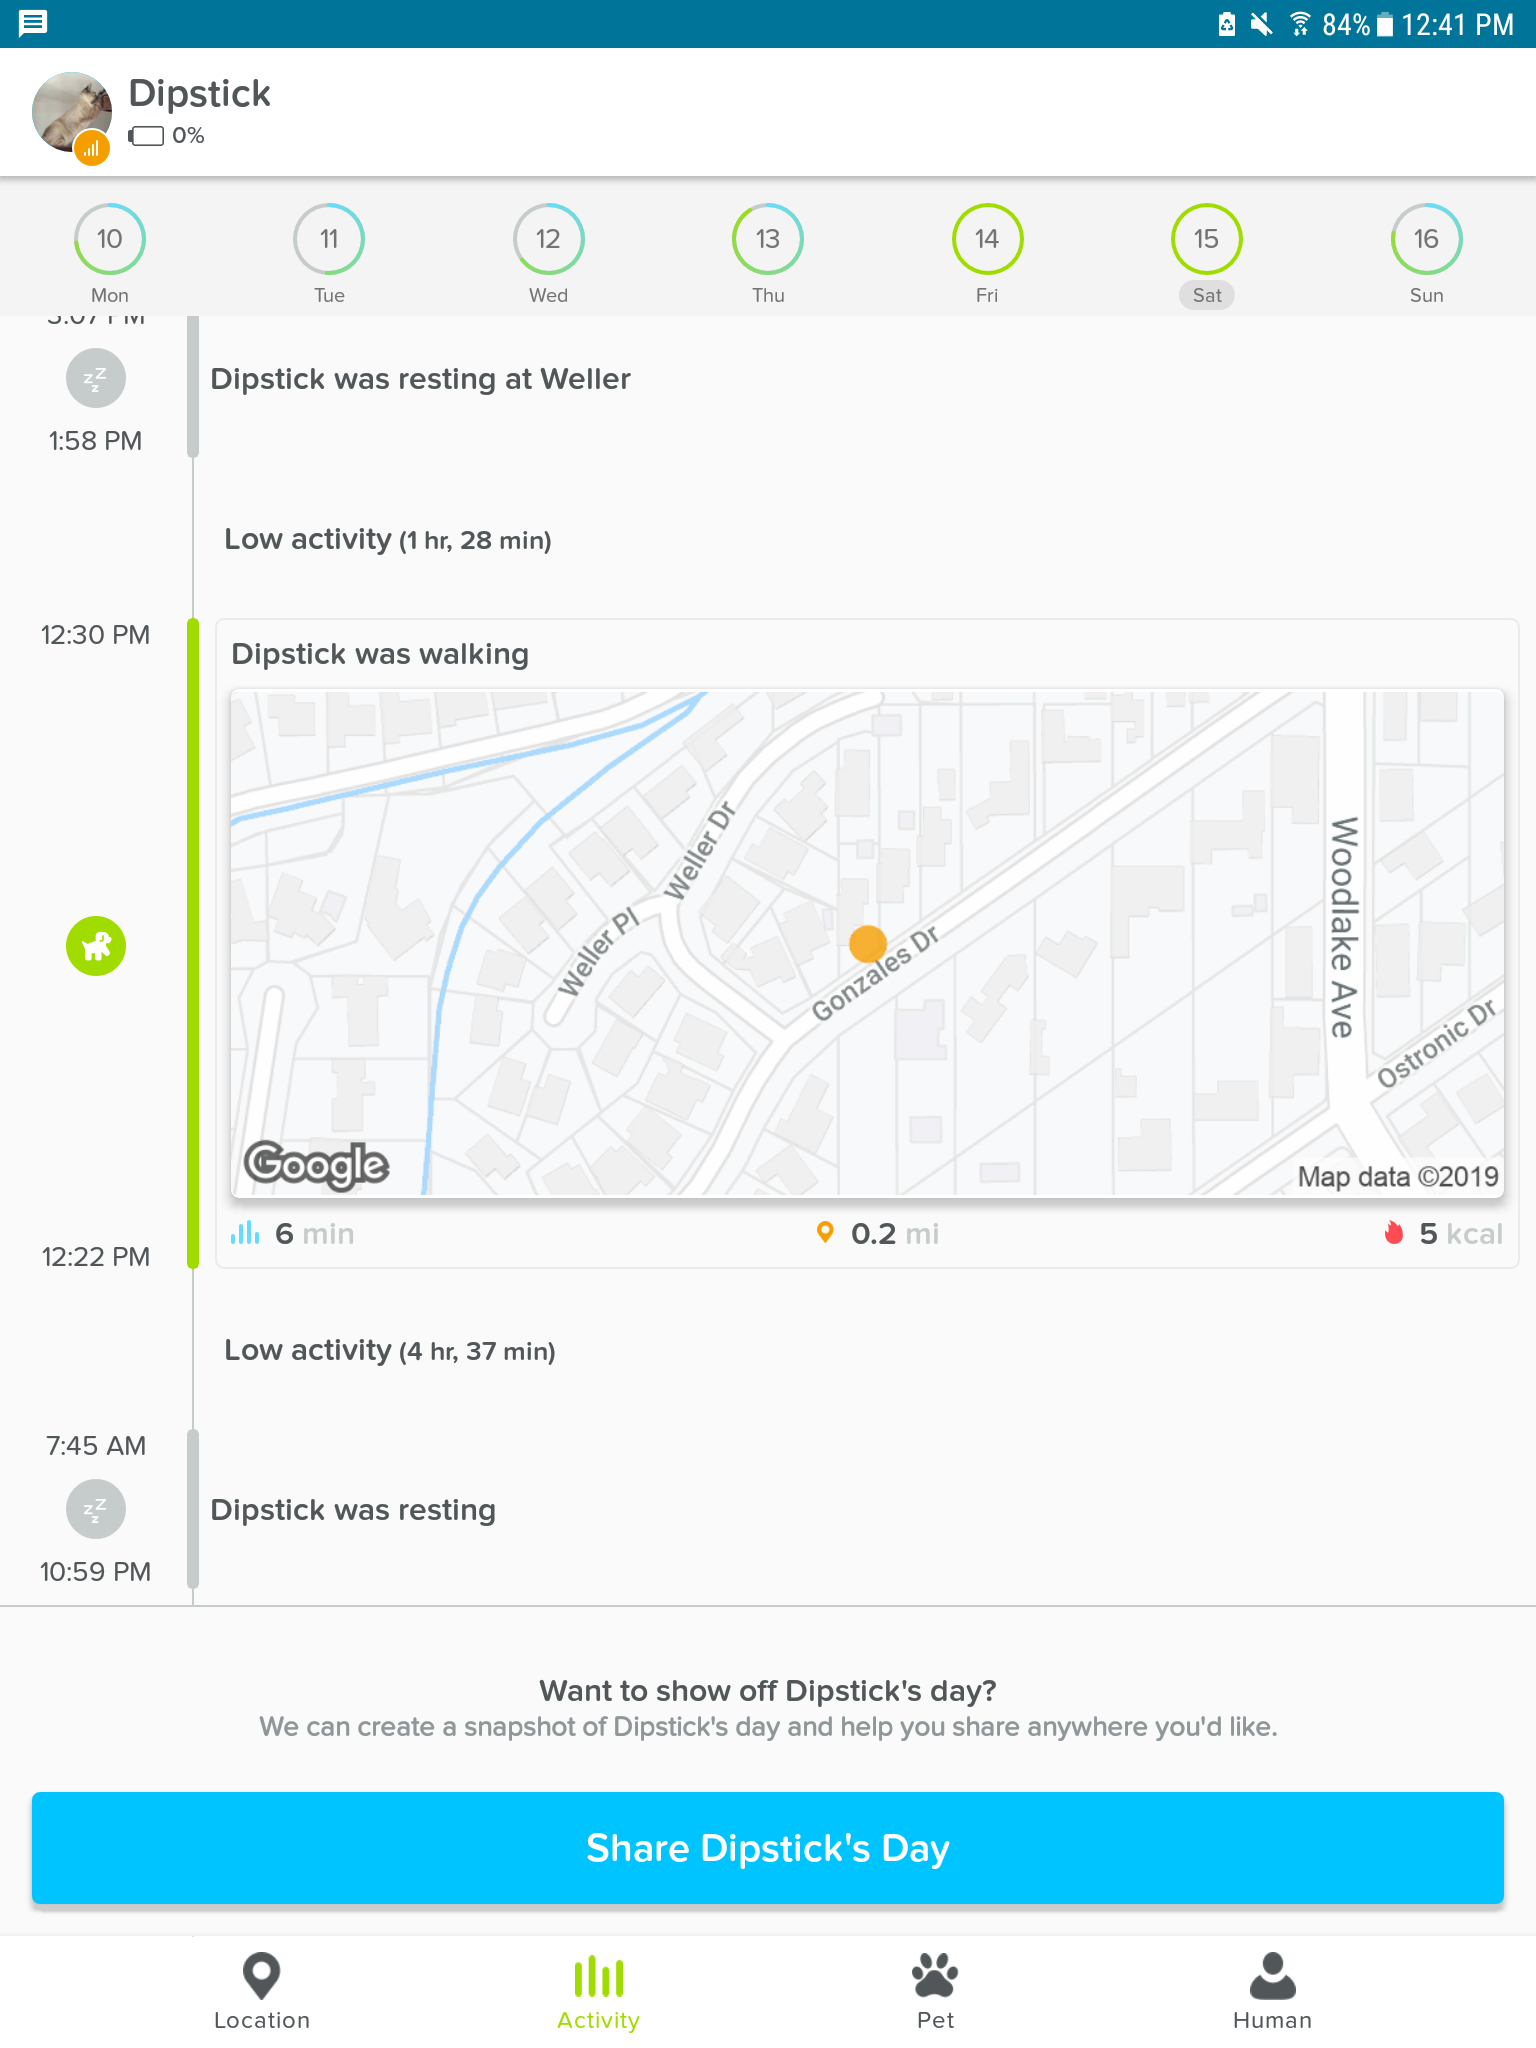 84% 12:41 PM
Dipstick
0%
10 11 12 13 14 15 16
Mon Tue Wed Thu Fri Sat Sun
PM
Dipstick was resting at Weller
1:58 PM
Low activity (1 hr, 28 min)
12:30 PM
Dipstick was walking
Weller Dr
Weller Pl
Gonzales Dr
Woodlake Ave
Ostronic Dr
Google
Map data ©2019
6 min 0.2 mi 5 kcal
12:22 PM
Low activity (4 hr, 37 min)
7:45 AM
zzz
Dipstick was resting
10:59 PM
Want to show off Dipstick's day?
We can create a snapshot of Dipstick's day and help you share anywhere you'd like.
Share Dipstick's Day
Location Activity Pet Human